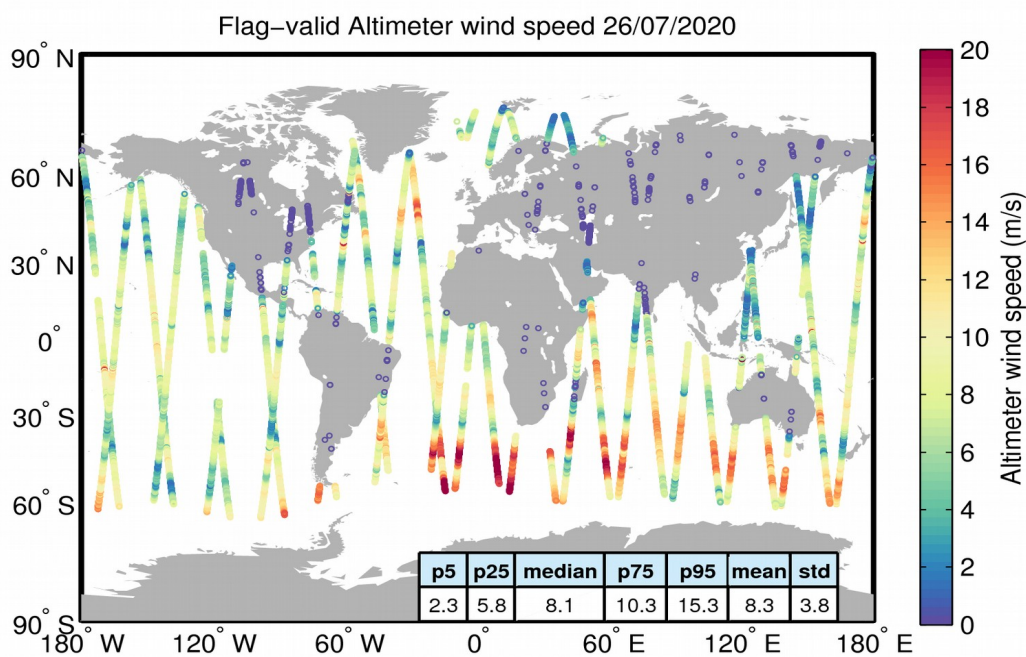 Flag−valid Altimeter wind speed 26/07/2020
90° N
60° N
30° N
0°
30° S
60° S
90° S
180° W
120° W
60° W
0°
60° E
120° E
180° E
p5 p25 median p75 p95 mean std
2.3 5.8 8.1 10.3 15.3 8.3 3.8
20
18
16
14
12
10
8
6
4
2
0
Altimeter wind speed (m/s)